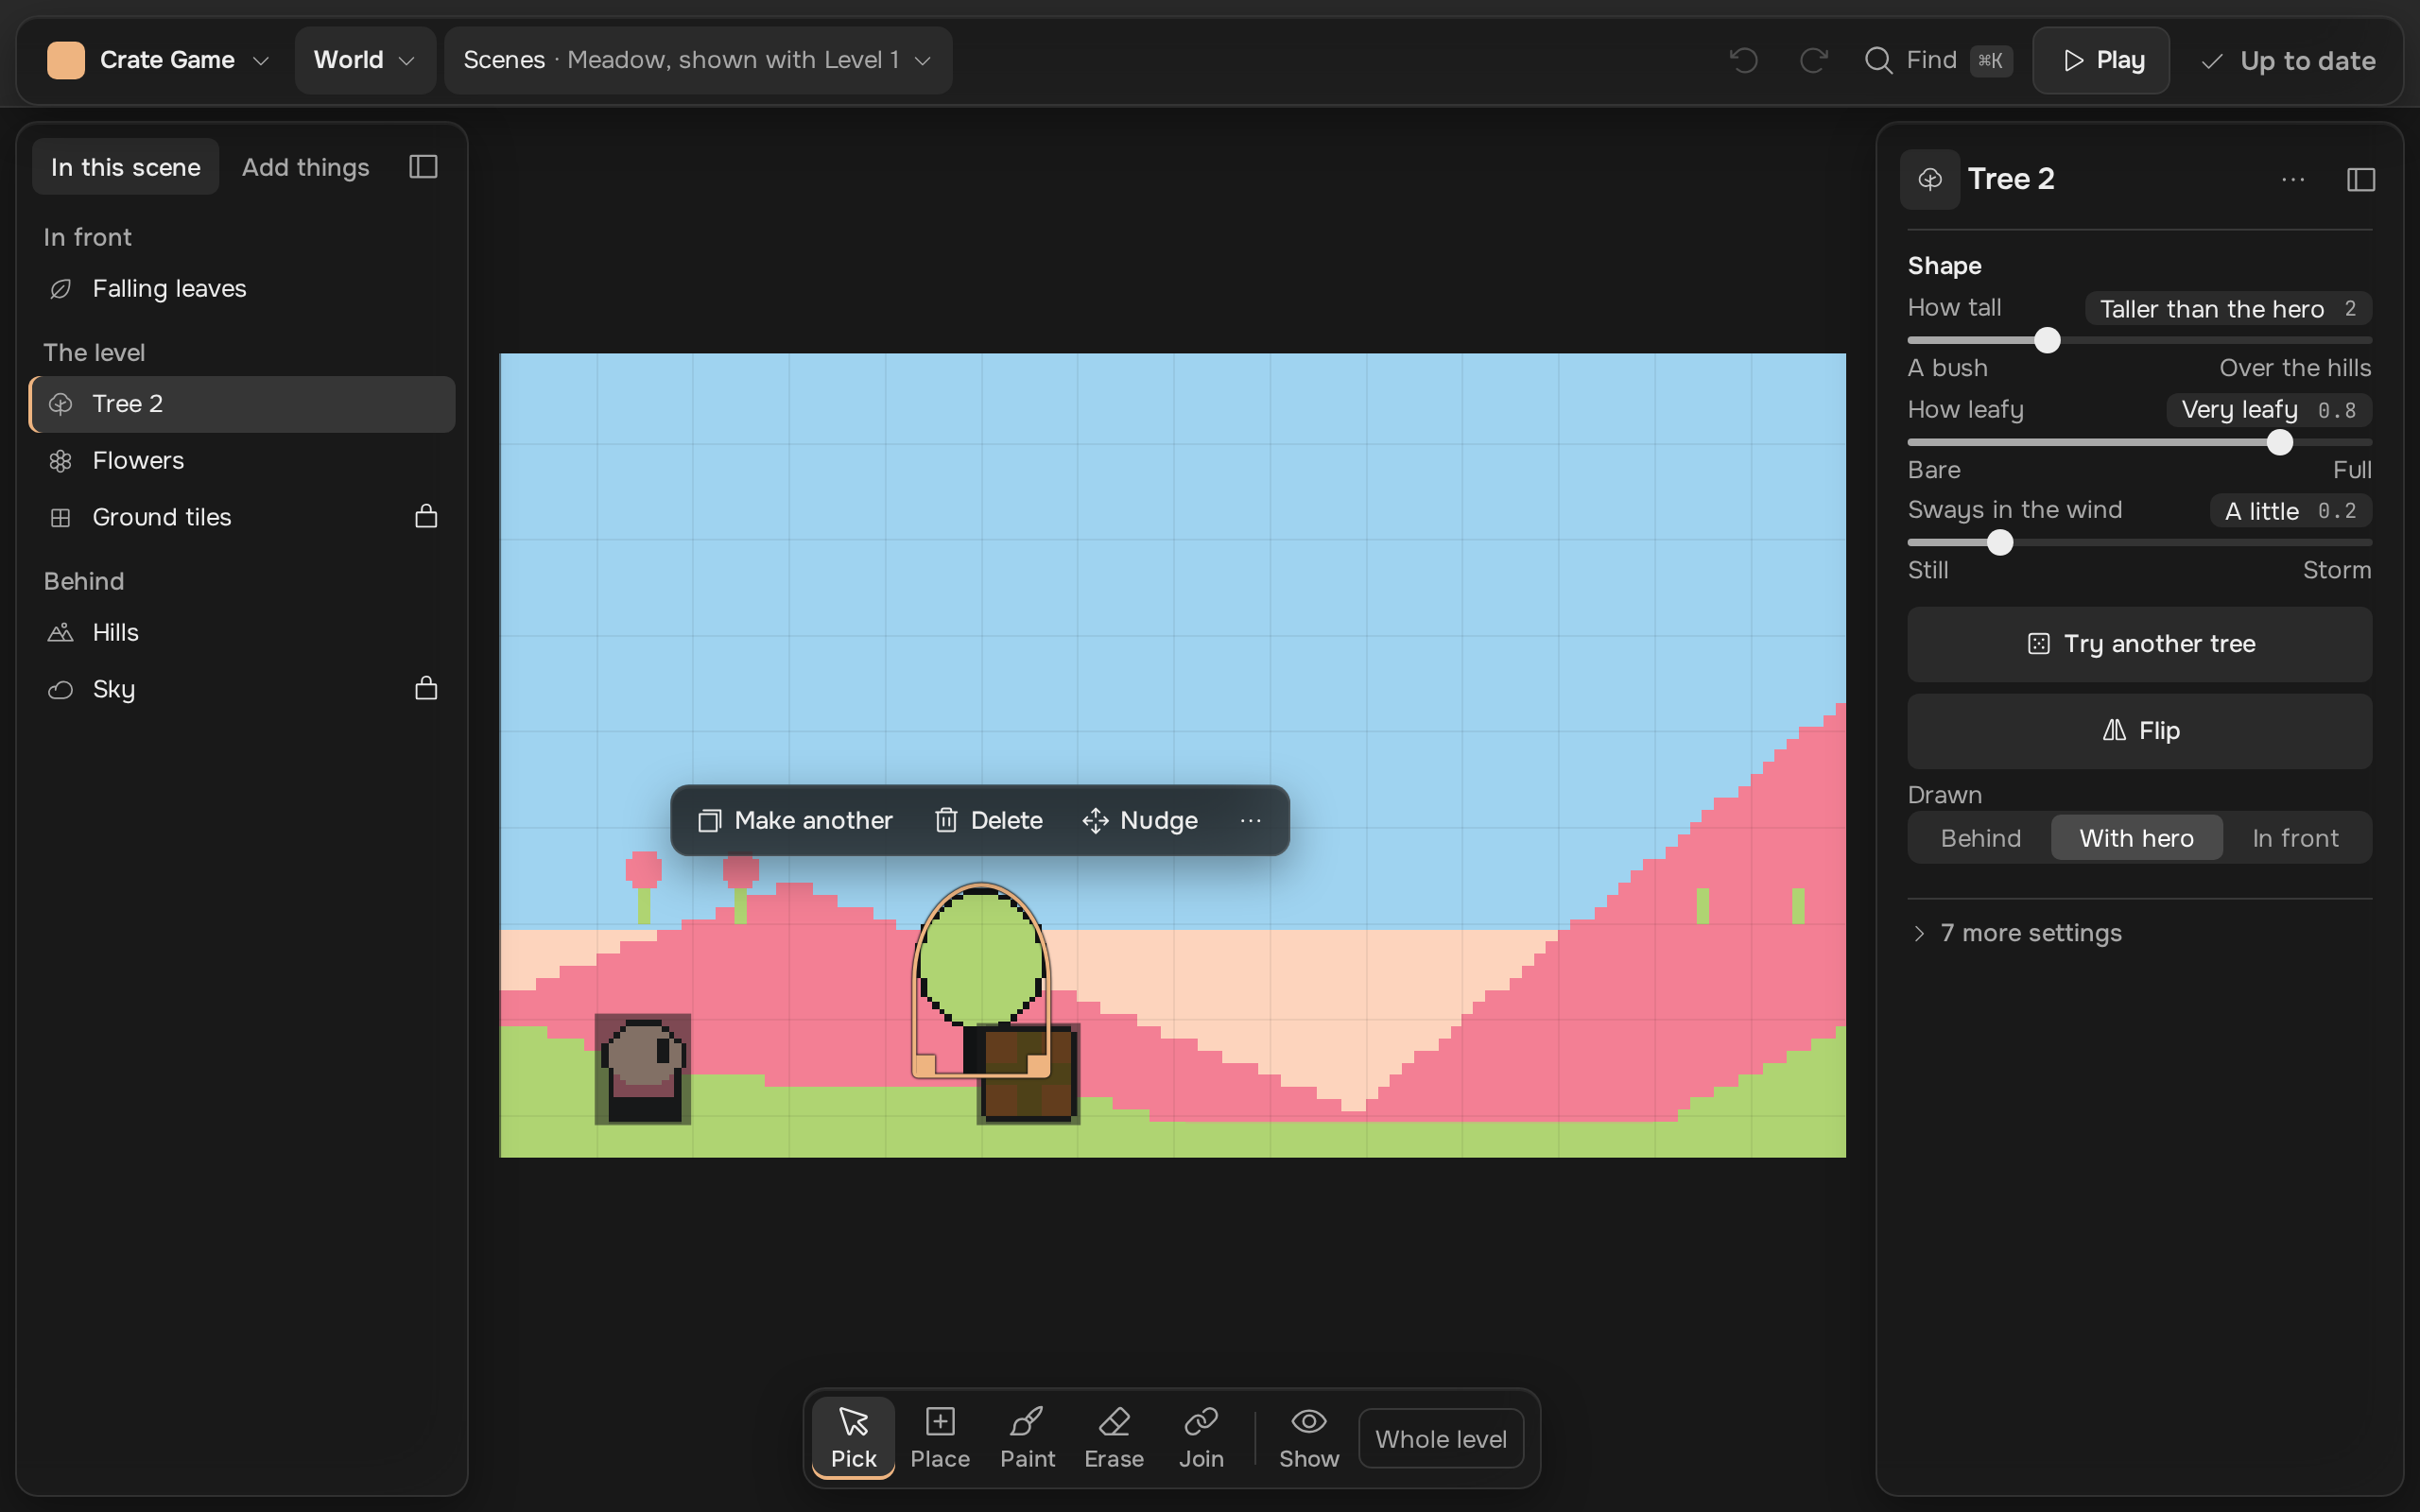 Crate Game
World
Scenes · Meadow, shown with Level 1
Find ⌘K
Play
Up to date
In this scene
Add things
In front
Falling leaves
The level
Tree 2
Flowers
Ground tiles
Behind
Hills
Sky
Make another
Delete
Nudge
···
Pick
Place
Paint
Erase
Join
Show
Whole level
Tree 2
···
Shape
How tall
Taller than the hero 2
A bush
Over the hills
How leafy
Very leafy 0.8
Bare
Full
Sways in the wind
A little 0.2
Still
Storm
Try another tree
Flip
Drawn
Behind
With hero
In front
7 more settings